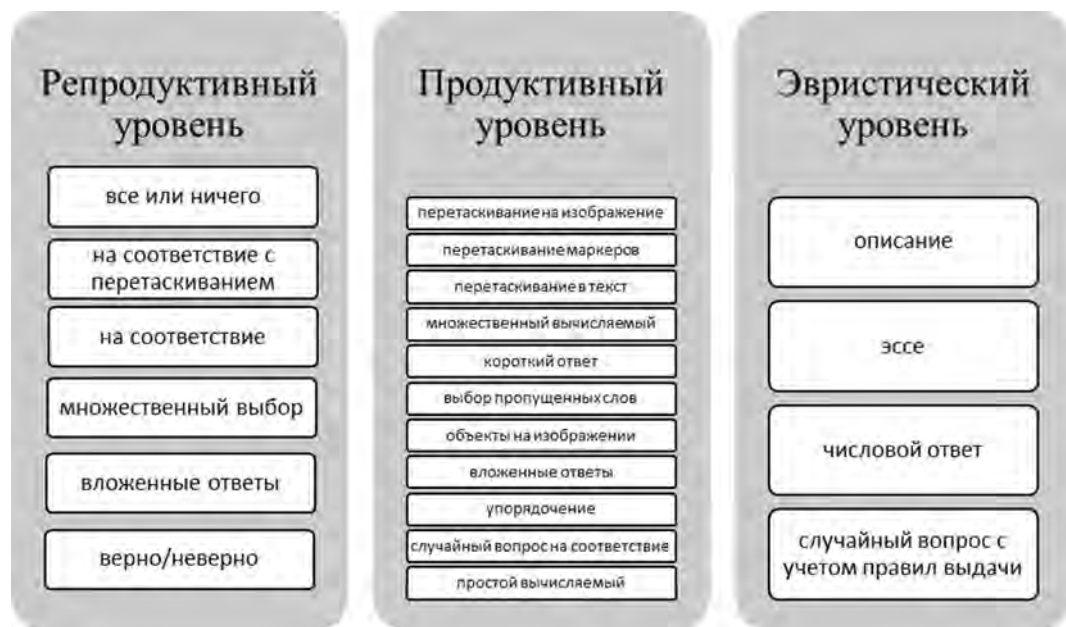 Репродуктивный
уровень
все или ничего
на соответствие с
перетаскиванием
на соответствие
множественный выбор
вложенные ответы
верно/неверно
Продуктивный
уровень
перетаскивание на изображение
перетаскивание маркеров
перетаскивание в текст
множественный вычисляемый
короткий ответ
выбор пропущенных слов
объекты на изображении
вложенные ответы
упорядочение
случайный вопрос на соответствие
простой вычисляемый
Эвристический
уровень
описание
эссе
числовой ответ
случайный вопрос с
учетом правил выдачи